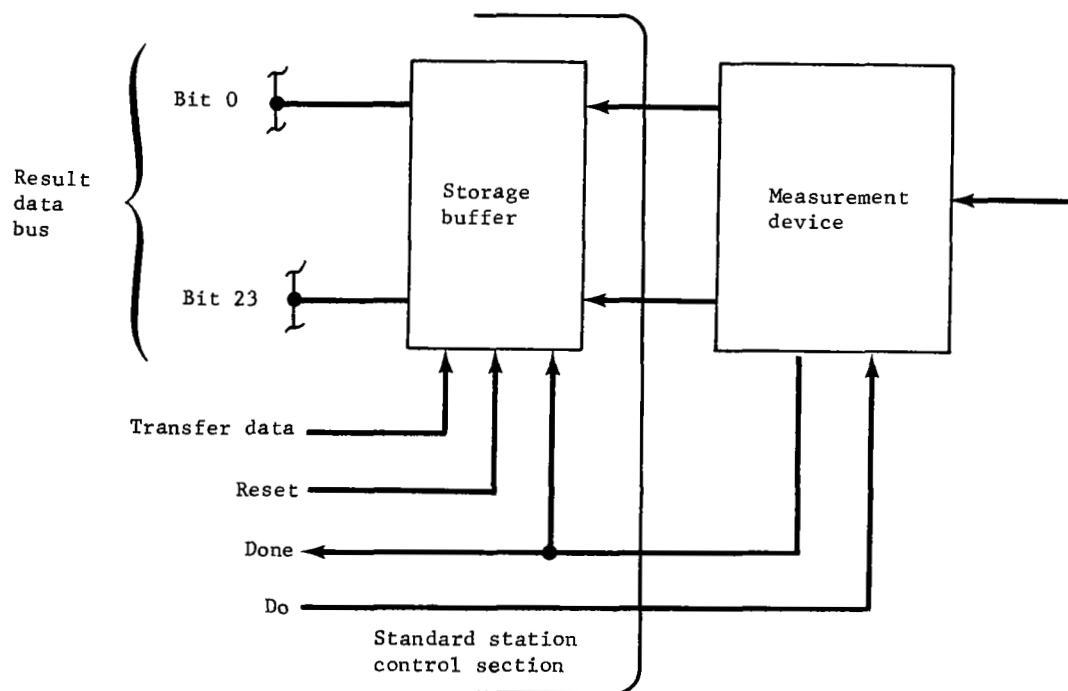 Bit 0
Result
data
bus
Storage
buffer
Measurement
device
Bit 23
Transfer data
Reset
Done
Do
Standard station
control section